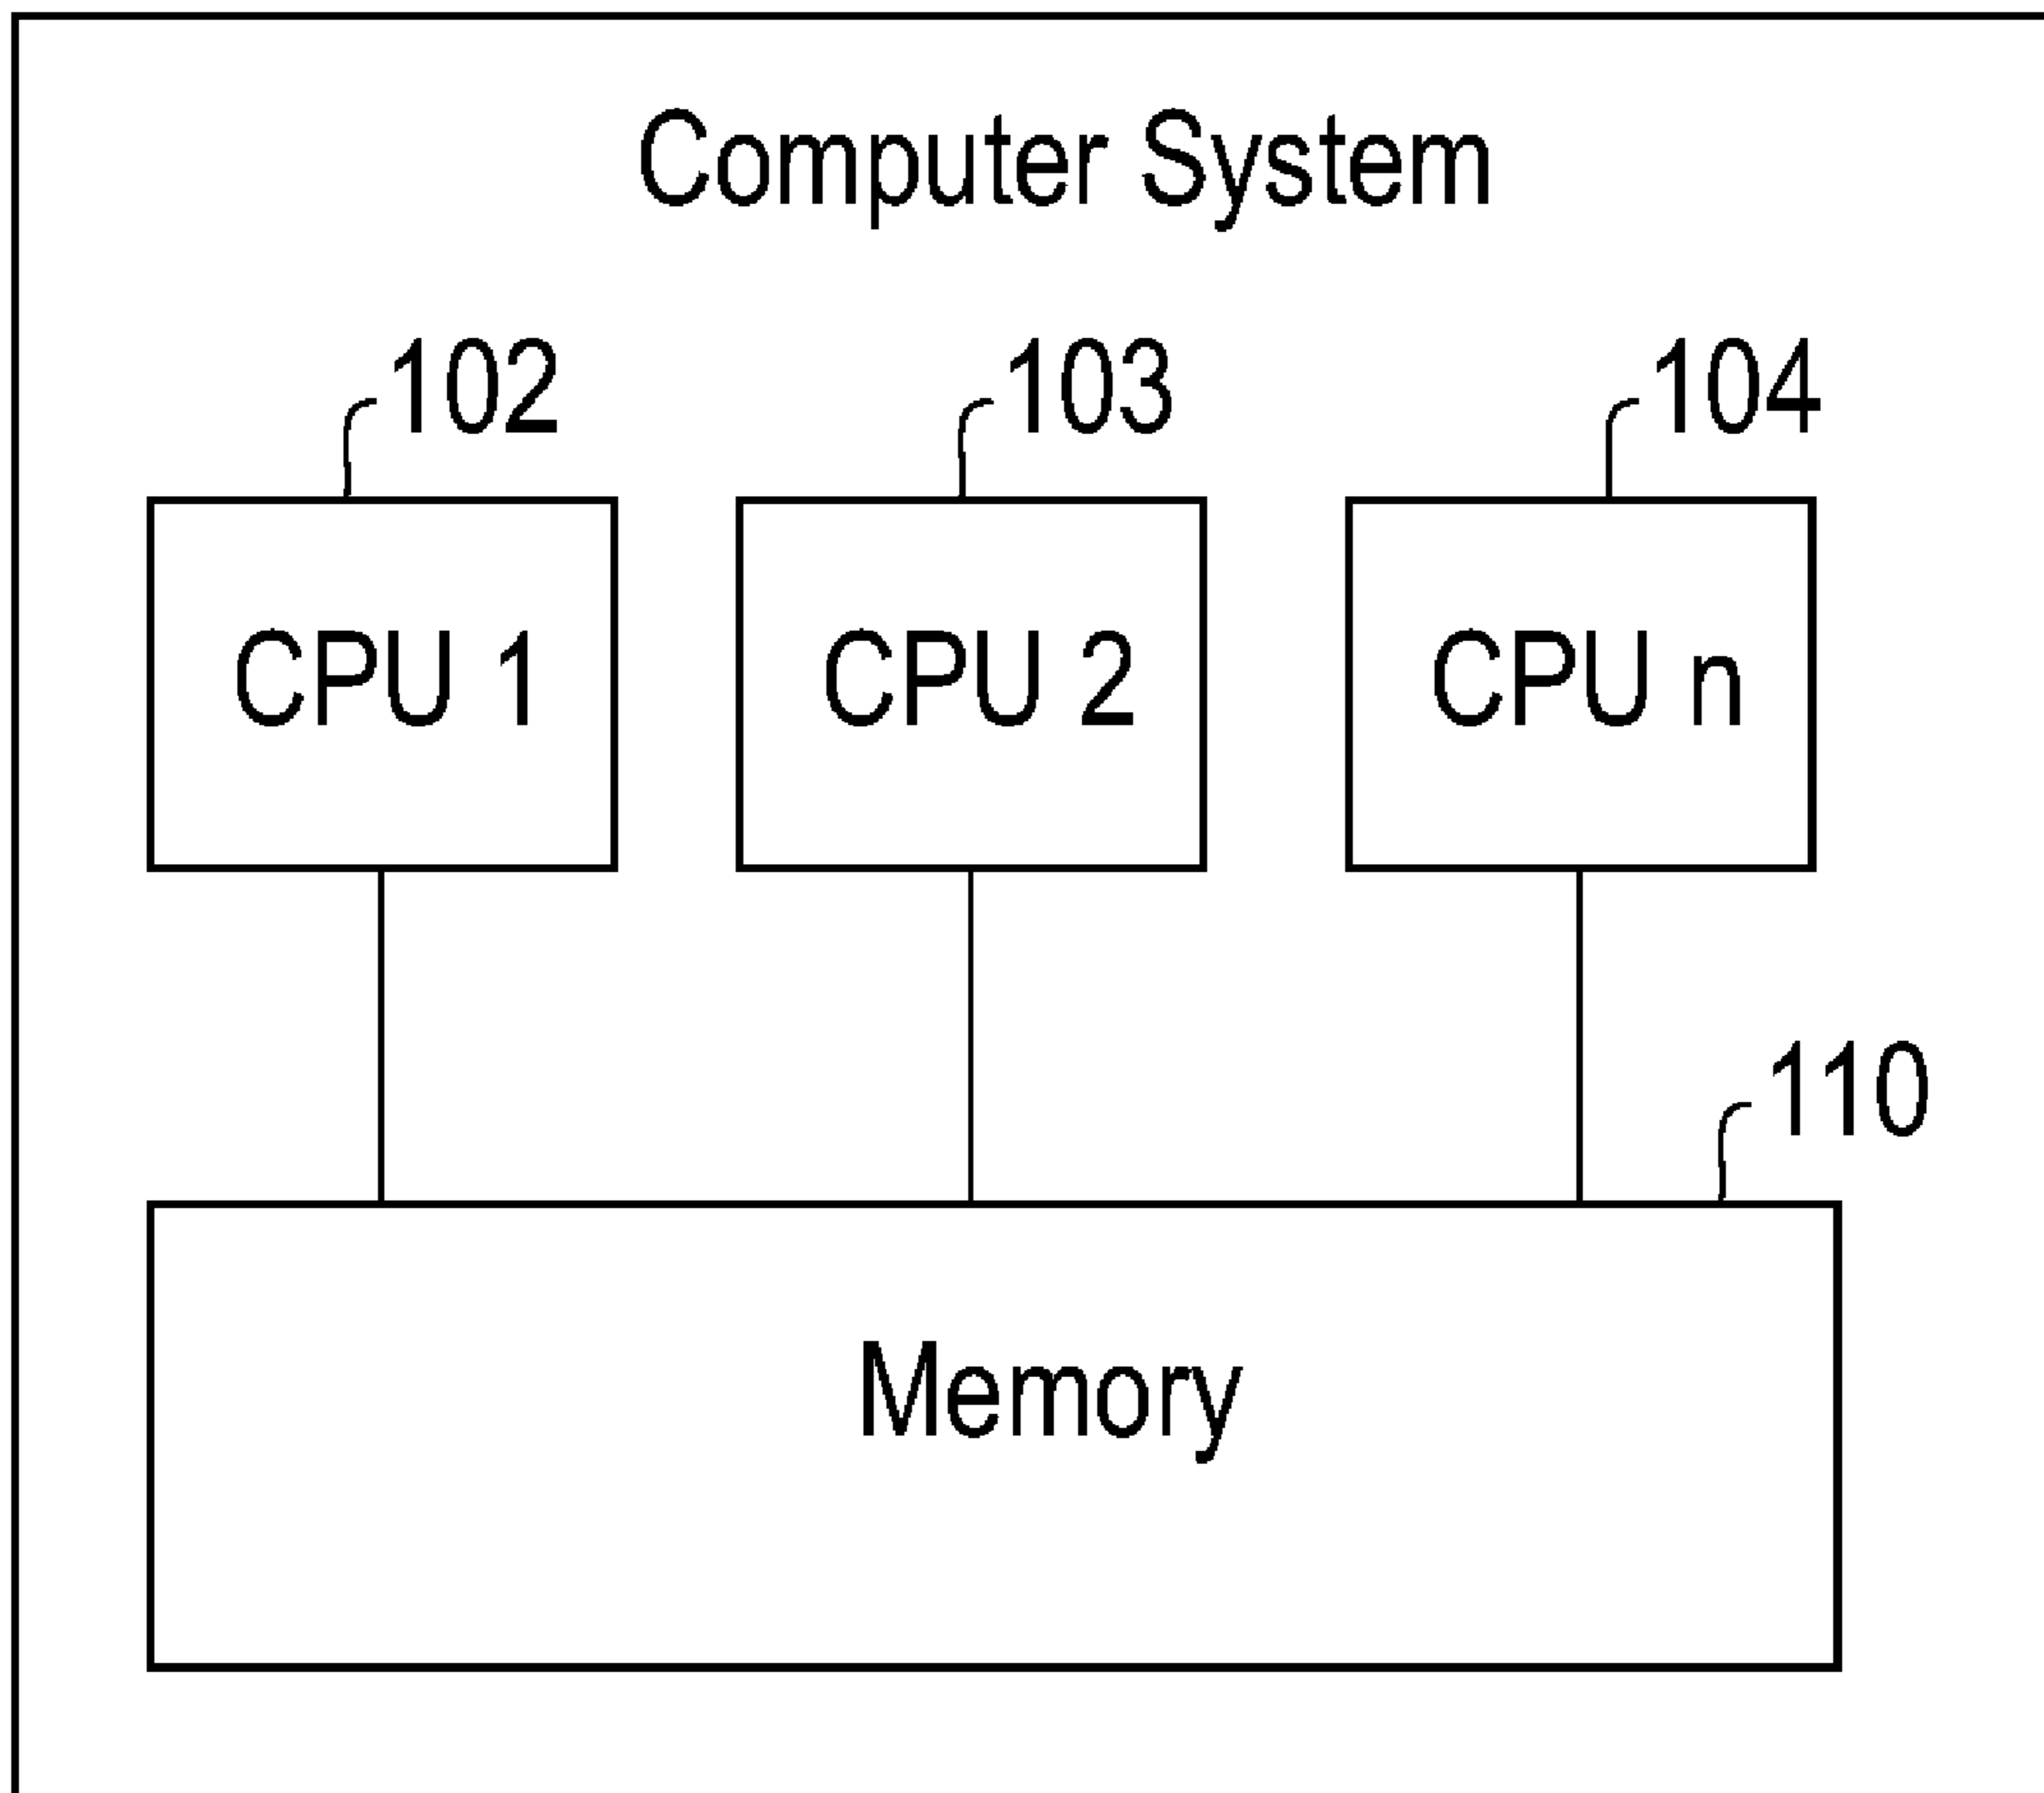 Computer System
102 103 104
CPU 1 CPU 2 CPU n
110
Memory